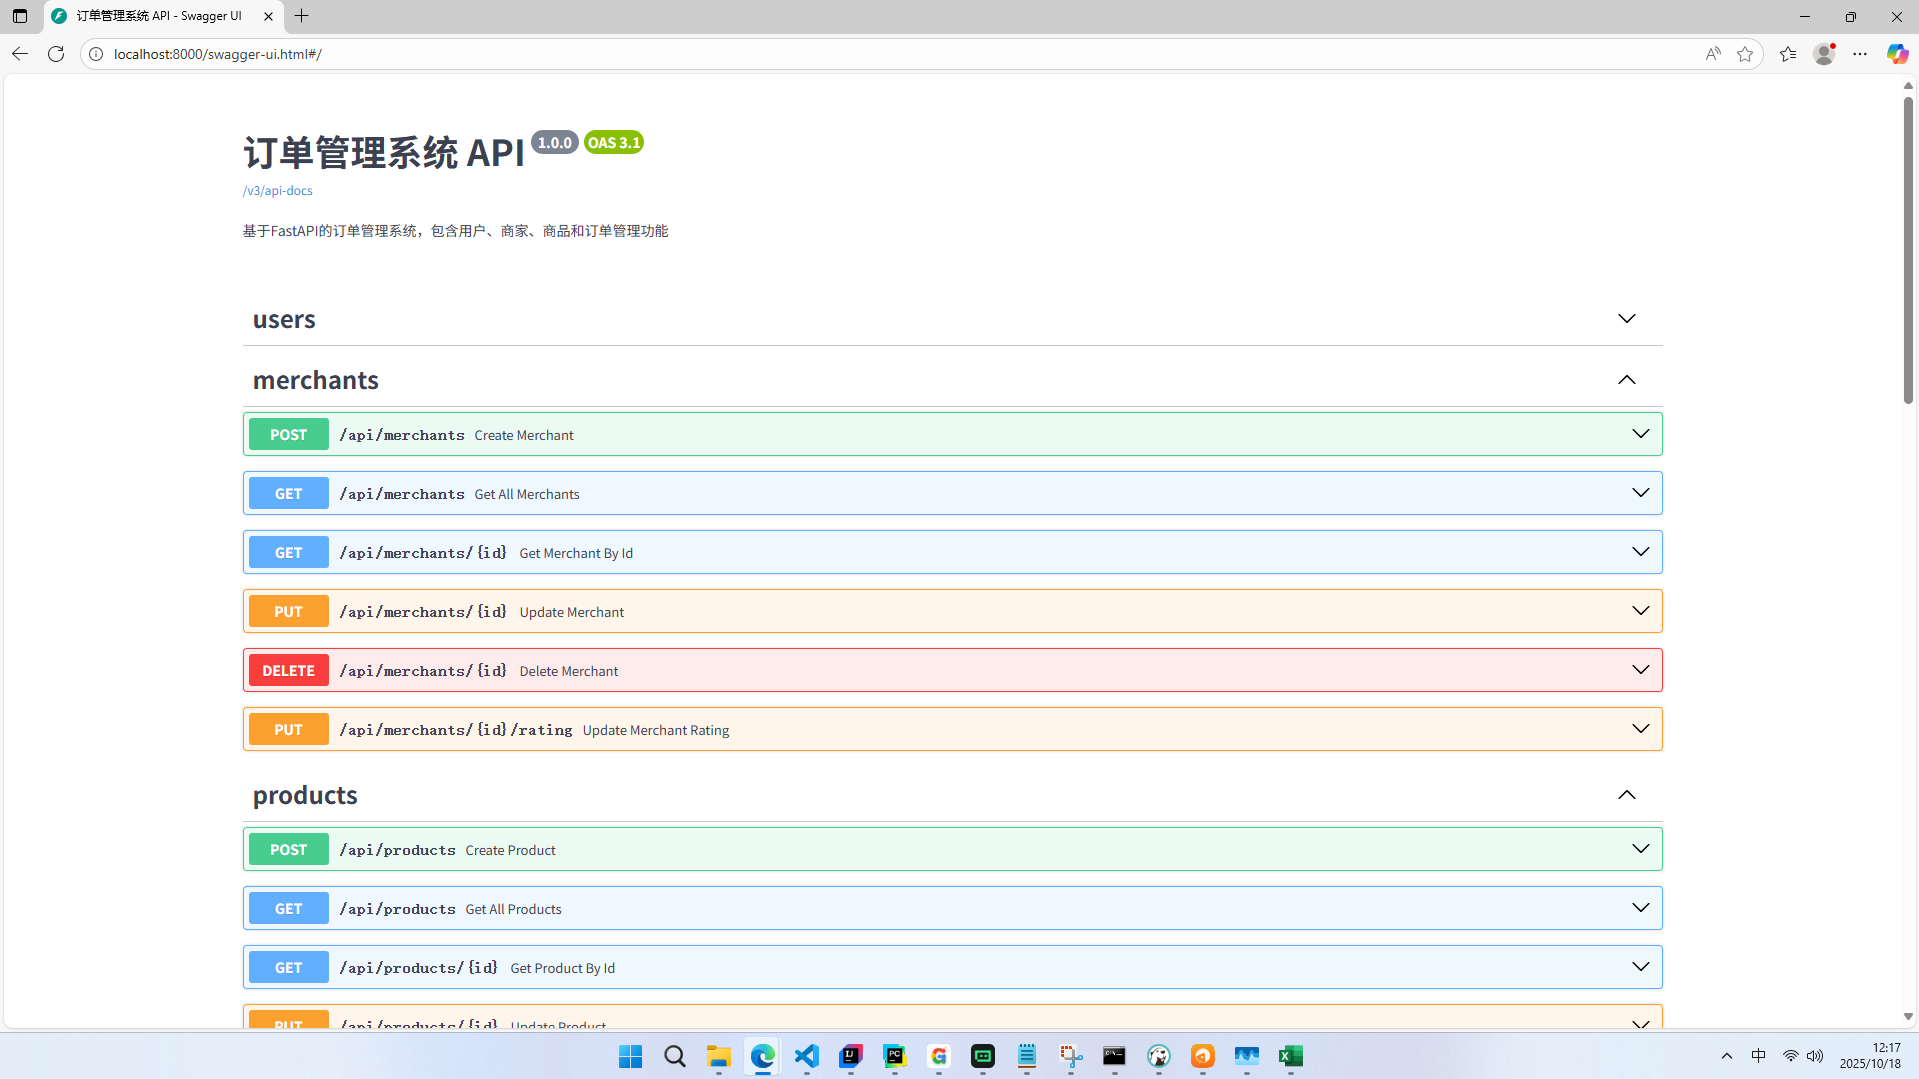 订单管理系统 API - Swagger UI
localhost:8000/swagger-ui.html#/
订单管理系统 API 1.0.0 OAS 3.1
/v3/api-docs
基于FastAPI的订单管理系统，包含用户、商家、商品和订单管理功能
users
merchants
POST /api/merchants Create Merchant
GET /api/merchants Get All Merchants
GET /api/merchants/{id} Get Merchant By Id
PUT /api/merchants/{id} Update Merchant
DELETE /api/merchants/{id} Delete Merchant
PUT /api/merchants/{id}/rating Update Merchant Rating
products
POST /api/products Create Product
GET /api/products Get All Products
GET /api/products/{id} Get Product By Id
PUT /api/products/{id} Update Product
中
12:17
2025/10/18